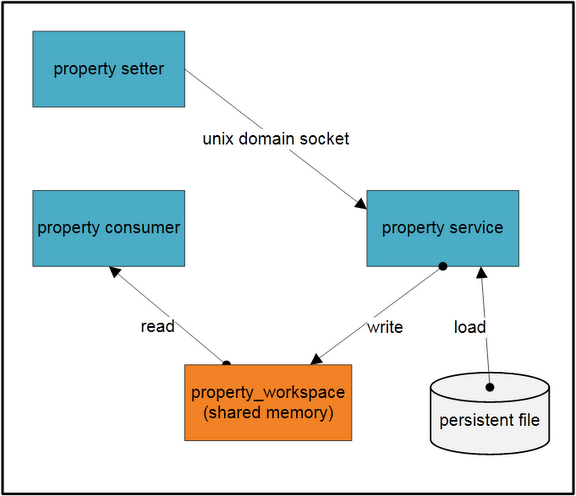 property setter
unix domain socket
property consumer
property service
read
write
load
property_workspace
(shared memory)
persistent file